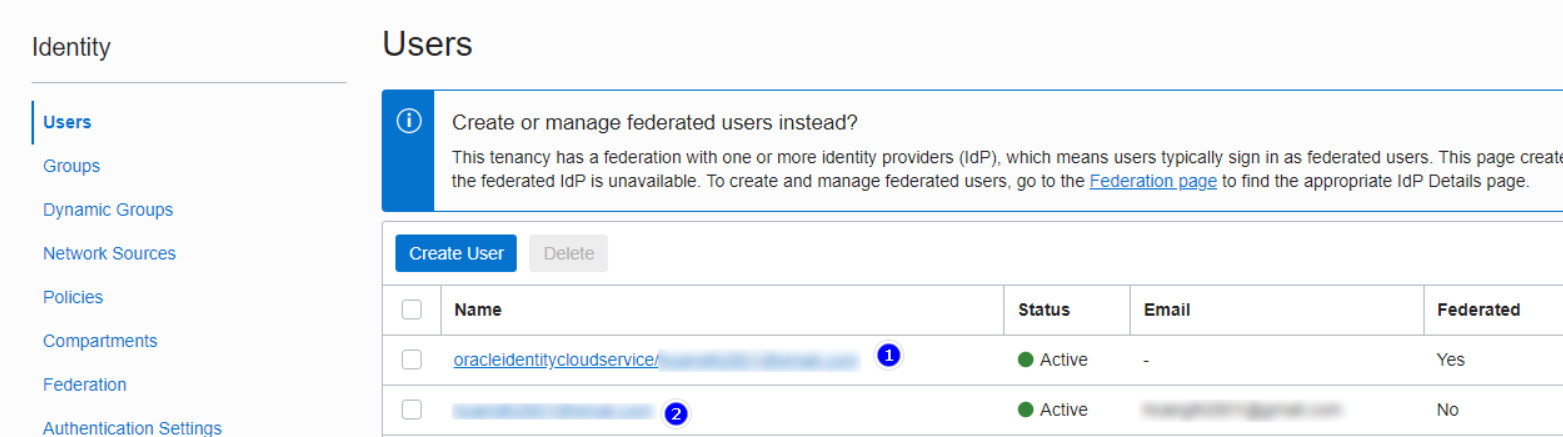 Identity
Users
Users
Groups
Dynamic Groups
Network Sources
Policies
Compartments
Federation
Authentication Settings
Create or manage federated users instead?
This tenancy has a federation with one or more identity providers (IdP), which means users typically sign in as federated users. This page create
the federated IdP is unavailable. To create and manage federated users, go to the Federation page to find the appropriate IdP Details page.
Create User Delete
Name Status Email Federated
oracleidentitycloudservice/ 1 Active - Yes
2 Active No